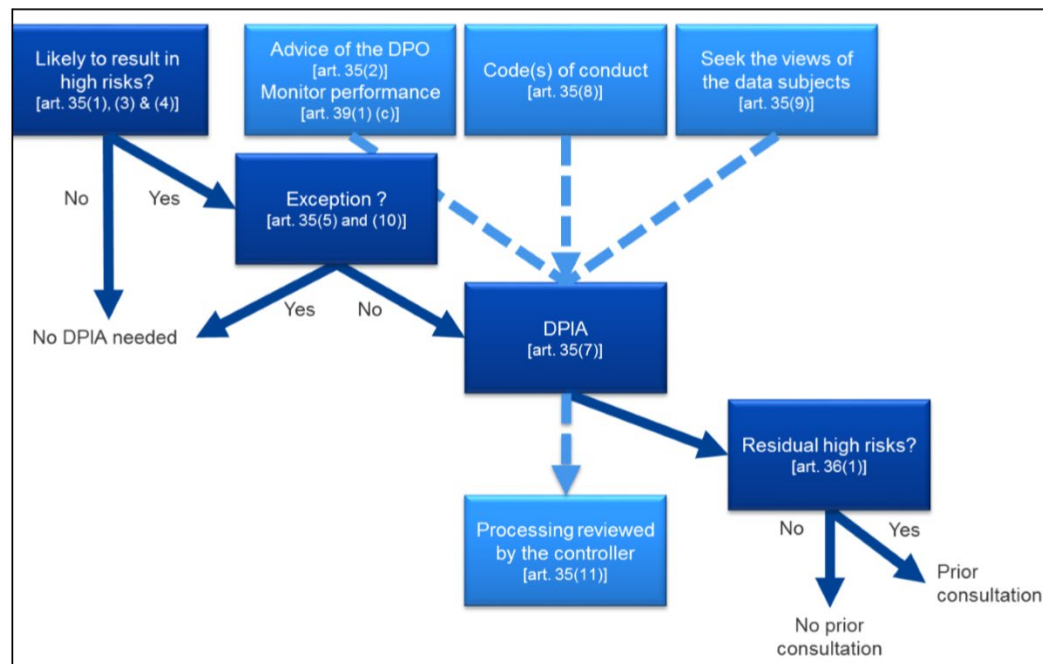 Likely to result in
high risks?
[art. 35(1), (3) & (4)]
Advice of the DPO
[art. 35(2)]
Monitor performance
[art. 39(1) (c)]
Code(s) of conduct
[art. 35(8)]
Seek the views of
the data subjects
[art. 35(9)]
No
Yes
Exception ?
[art. 35(5) and (10)]
Yes
No
No DPIA needed
DPIA
[art. 35(7)]
Residual high risks?
[art. 36(1)]
Processing reviewed
by the controller
[art. 35(11)]
No
Yes
Prior
consultation
No prior
consultation